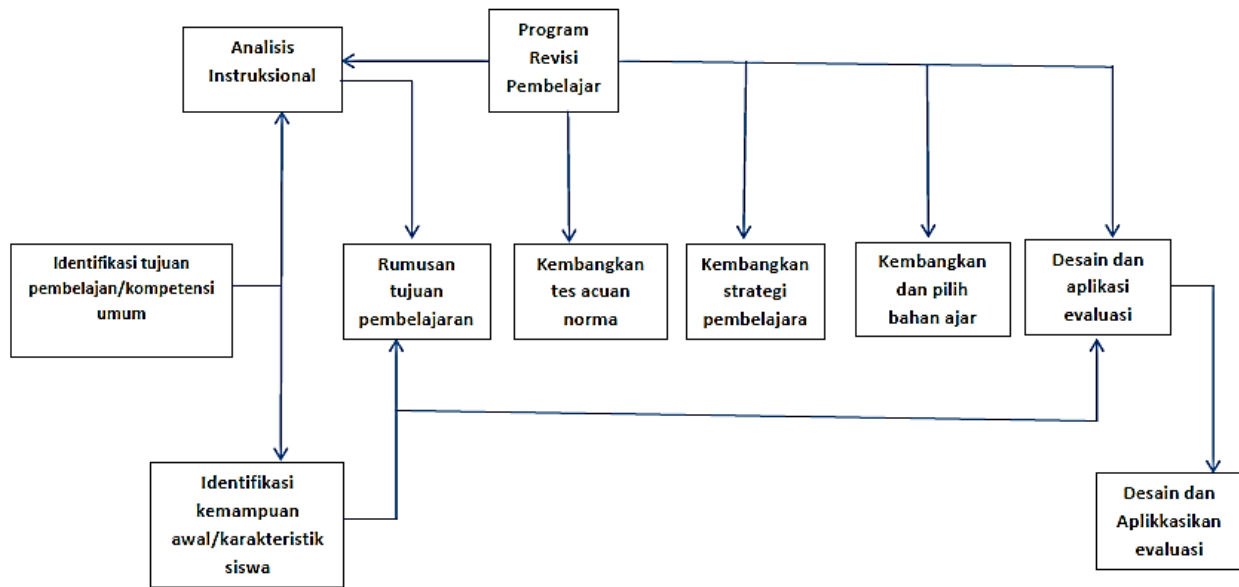 Analisis
Instruksional
Program
Revisi
Pembelajar
Identifikasi tujuan
pembelajan/kompetensi
umum
Rumusan
tujuan
pembelajaran
Kembangkan
tes acuan
norma
Kembangkan
strategi
pembelajara
Kembangkan
dan pilih
bahan ajar
Desain dan
aplikasi
evaluasi
Identifikasi
kemampuan
awal/karakteristik
siswa
Desain dan
Aplikkasikan
evaluasi